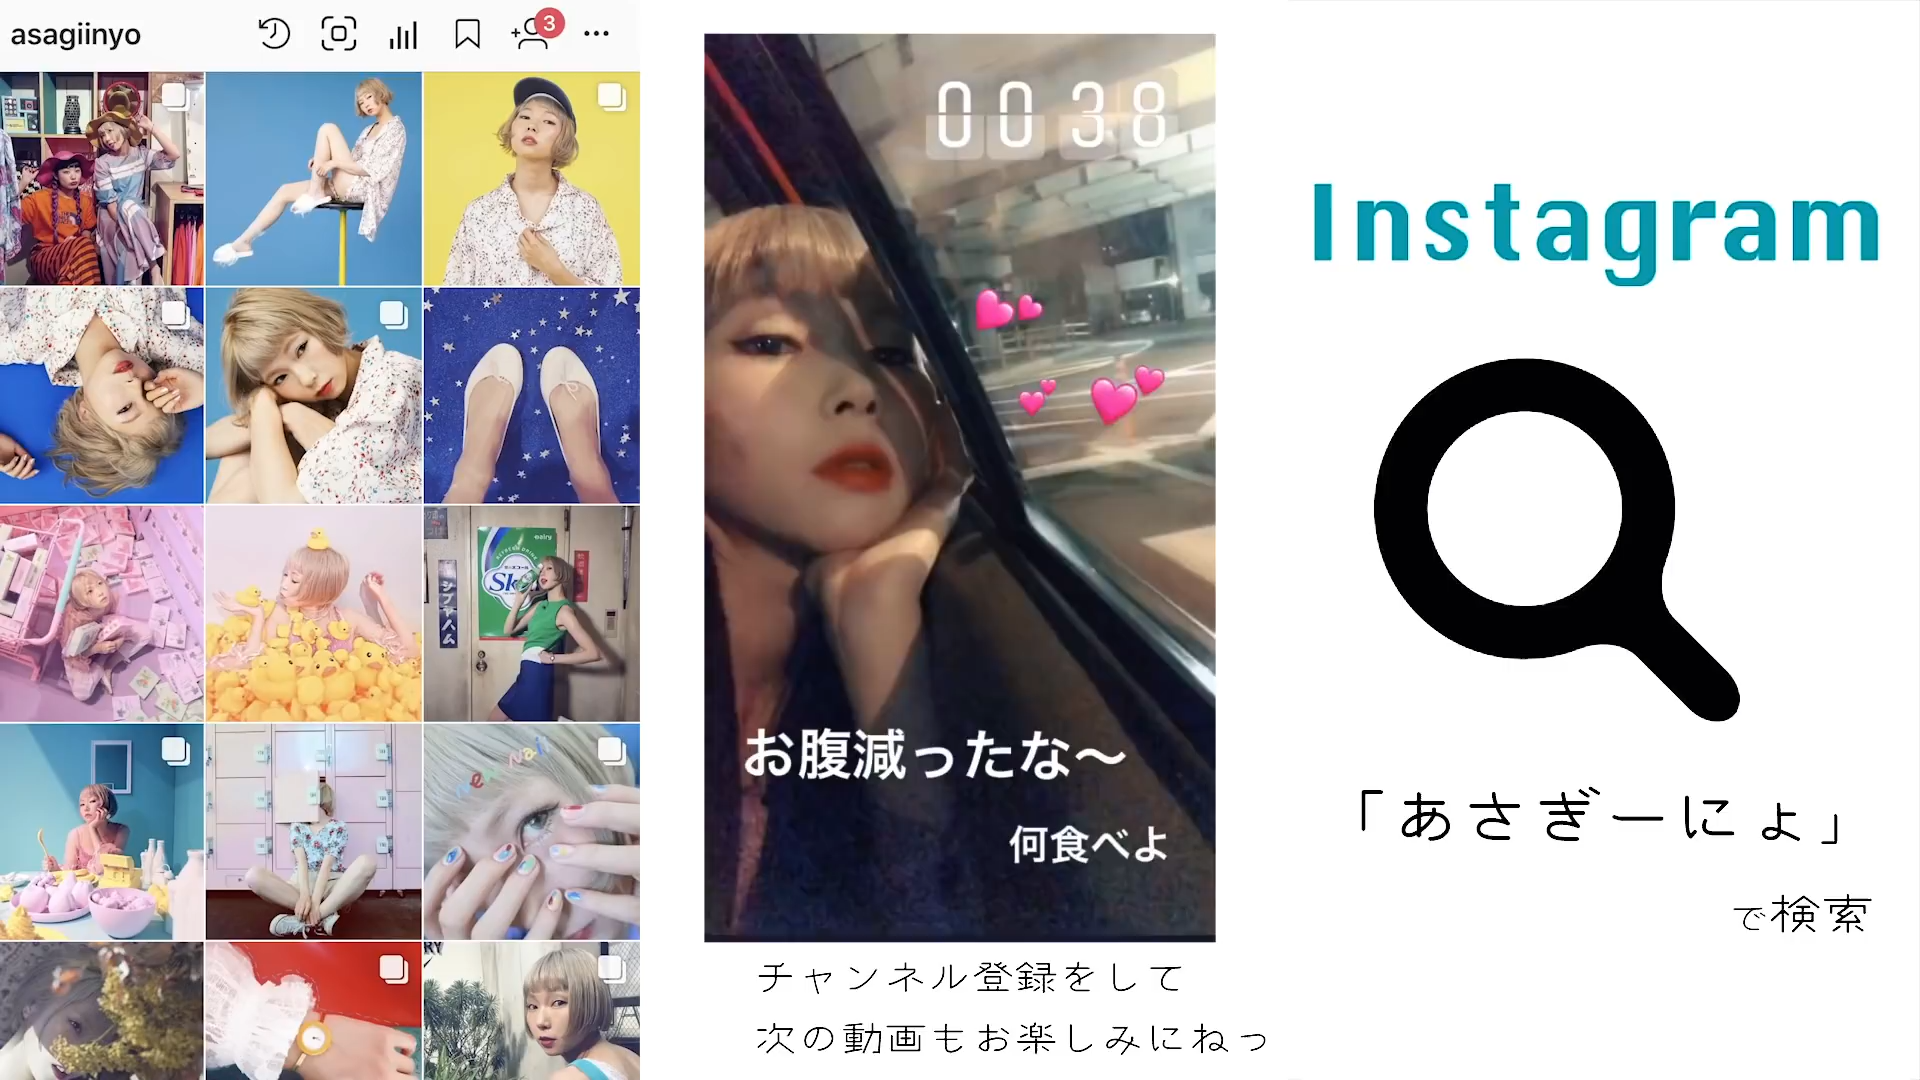 asagiinyo
3
00 38
お腹減ったな〜
何食べよ
チャンネル登録をして
次の動画もお楽しみにねっ
Instagram
「あさぎーにょ」
で検索